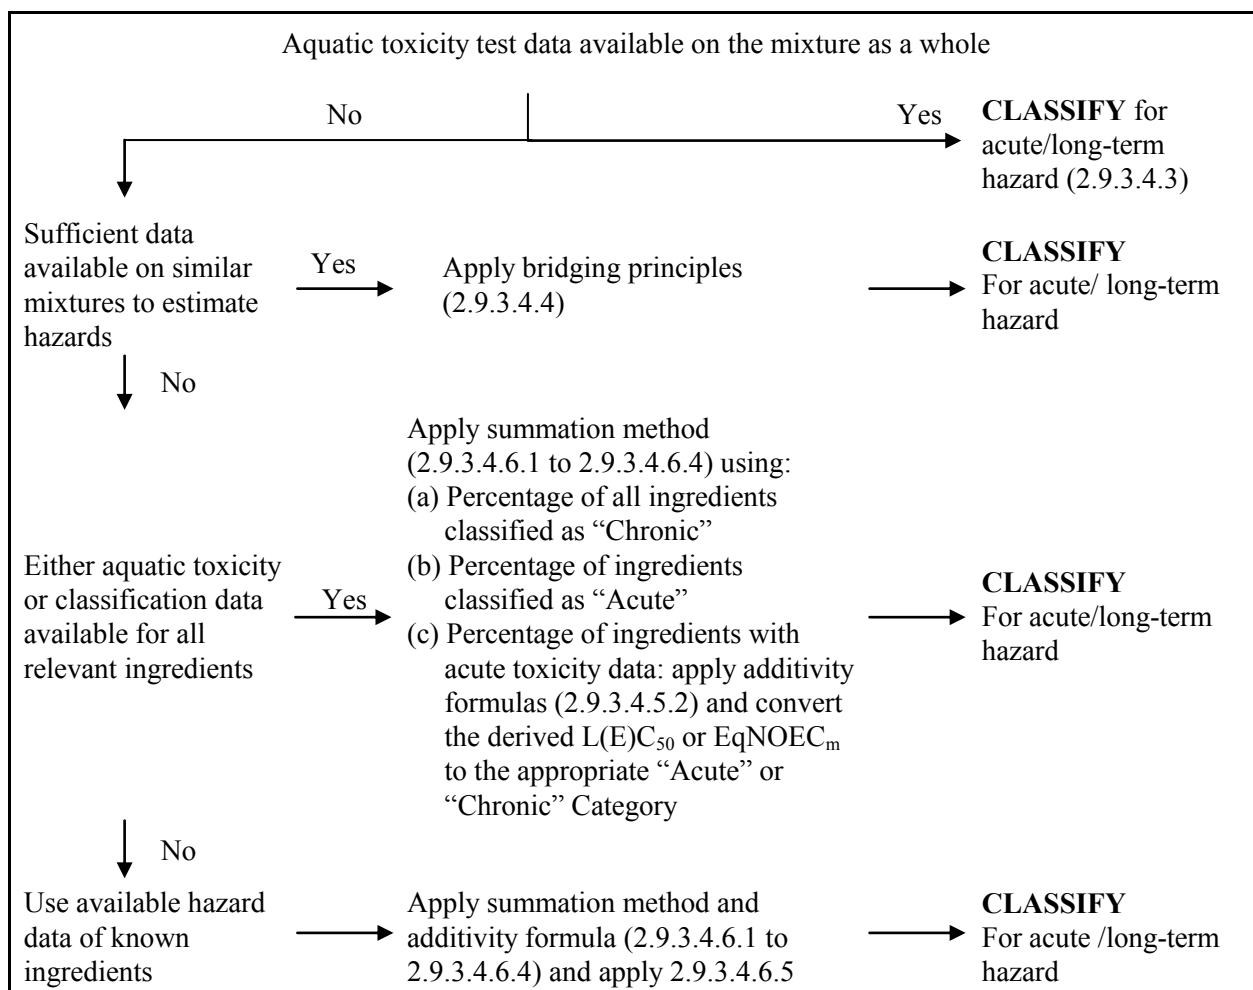 Aquatic toxicity test data available on the mixture as a whole
No
Yes
CLASSIFY for
acute/long-term
hazard (2.9.3.4.3)
Sufficient data
available on similar
mixtures to estimate
hazards
Yes
Apply bridging principles
(2.9.3.4.4)
CLASSIFY
For acute/ long-term
hazard
No
Either aquatic toxicity
or classification data
available for all
relevant ingredients
Yes
Apply summation method
(2.9.3.4.6.1 to 2.9.3.4.6.4) using:
(a) Percentage of all ingredients
classified as “Chronic”
(b) Percentage of ingredients
classified as “Acute”
(c) Percentage of ingredients with
acute toxicity data: apply additivity
formulas (2.9.3.4.5.2) and convert
the derived L(E)C₅₀ or EqNOECₘ
to the appropriate “Acute” or
“Chronic” Category
CLASSIFY
For acute/long-term
hazard
No
Use available hazard
data of known
ingredients
Apply summation method and
additivity formula (2.9.3.4.6.1 to
2.9.3.4.6.4) and apply 2.9.3.4.6.5
CLASSIFY
For acute /long-term
hazard